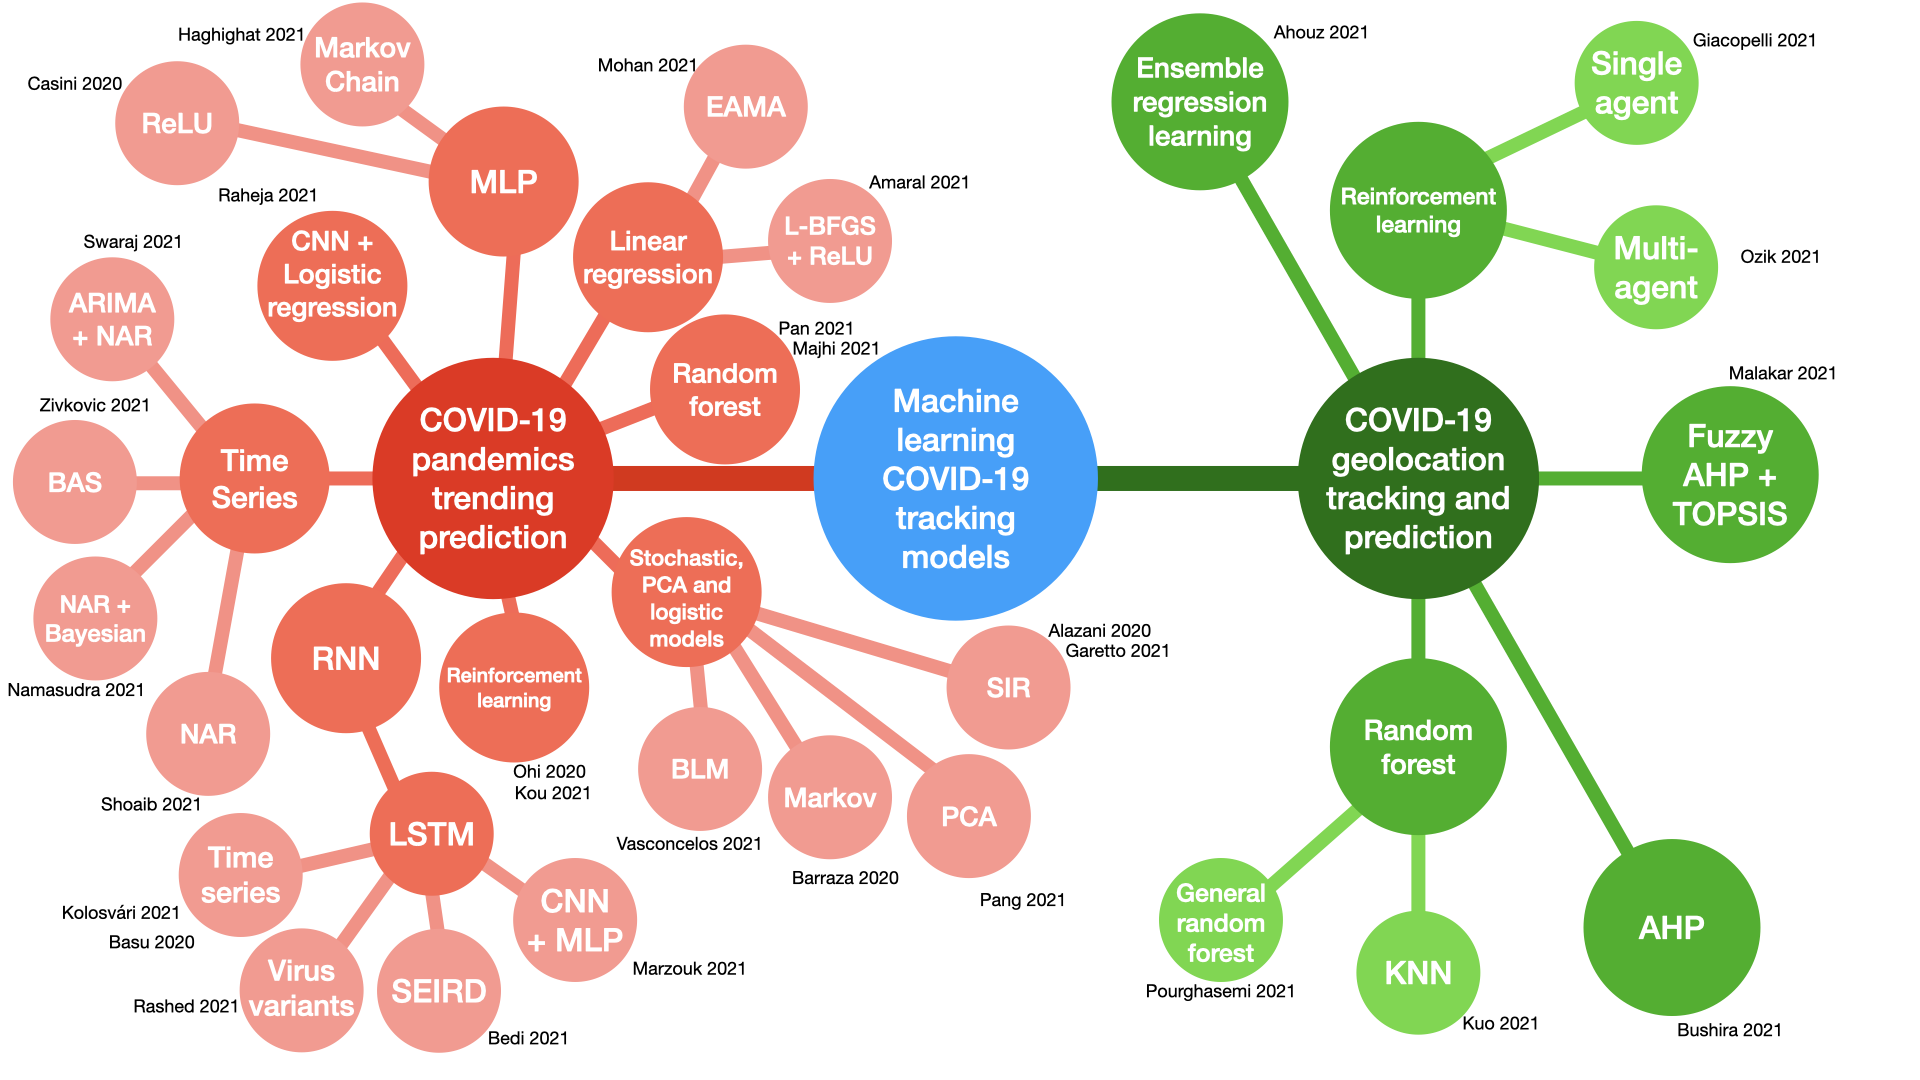 Haghighat 2021
Markov
Chain
Casini 2020
ReLU
MLP
Mohan 2021
EAMA
Amaral 2021
L-BFGS
+ ReLU
Linear
regression
Raheja 2021
CNN +
Logistic
regression
Swaraj 2021
ARIMA
+ NAR
Zivkovic 2021
BAS
Time
Series
NAR +
Bayesian
Namasudra 2021
NAR
Shoaib 2021
Pan 2021
Majhi 2021
Random
forest
COVID-19
pandemics
trending
prediction
RNN
Reinforcement
learning
Ohi 2020
Kou 2021
Stochastic,
PCA and
logistic
models
Alazani 2020
Garetto 2021
SIR
BLM
Vasconcelos 2021
Markov
Barraza 2020
PCA
Pang 2021
LSTM
Time
series
Kolosvári 2021
Basu 2020
Virus
variants
Rashed 2021
SEIRD
Bedi 2021
CNN
+ MLP
Marzouk 2021
Machine
learning
COVID-19
tracking
models
Ensemble
regression
learning
Ahouz 2021
Giacopelli 2021
Single
agent
Reinforcement
learning
Multi-
agent
Ozik 2021
COVID-19
geolocation
tracking and
prediction
Malakar 2021
Fuzzy
AHP +
TOPSIS
Random
forest
General
random
forest
Pourghasemi 2021
KNN
Kuo 2021
AHP
Bushira 2021